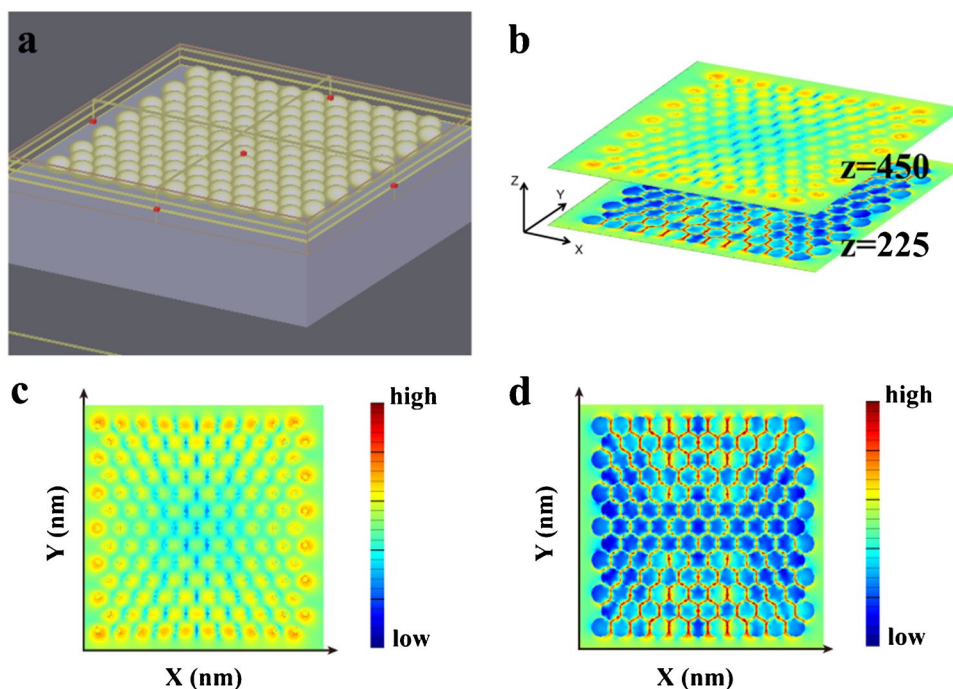 a
b
z=450
z=225
Z
Y
X
c
high
low
Y (nm)
X (nm)
d
high
low
Y (nm)
X (nm)